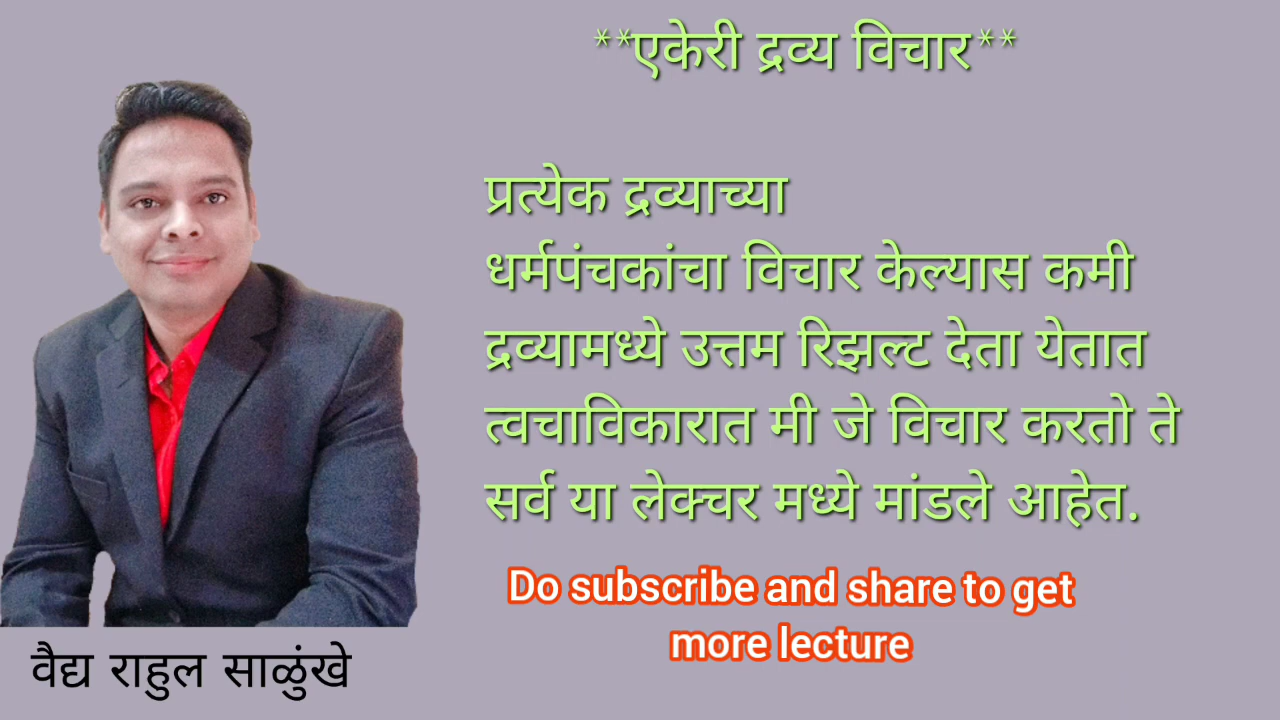 **एकेरी द्रव्य विचार**
प्रत्येक द्रव्याच्या
धर्मपंचकांचा विचार केल्यास कमी
द्रव्यामध्ये उत्तम रिझल्ट देता येतात
त्वचाविकारात मी जे विचार करतो ते
सर्व या लेक्चर मध्ये मांडले आहेत.
Do subscribe and share to get
more lecture
वैद्य राहुल साळुंखे